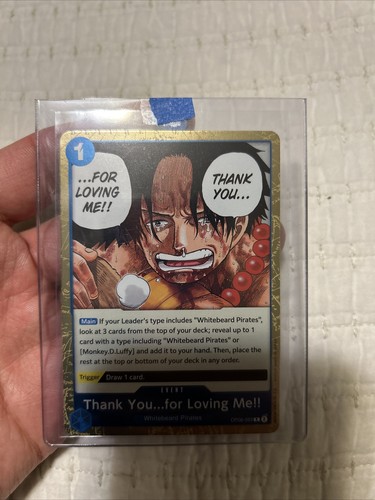 1
...FOR
LOVING
ME!!
THANK
YOU...
Main If your Leader's type includes "Whitebeard Pirates",
look at 3 cards from the top of your deck; reveal up to 1
card with a type including "Whitebeard Pirates" or
[Monkey.D.Luffy] and add it to your hand. Then, place the
rest at the top or bottom of your deck in any order.
Trigger Draw 1 card.
EVENT
Thank You...for Loving Me!!
Whitebeard Pirates